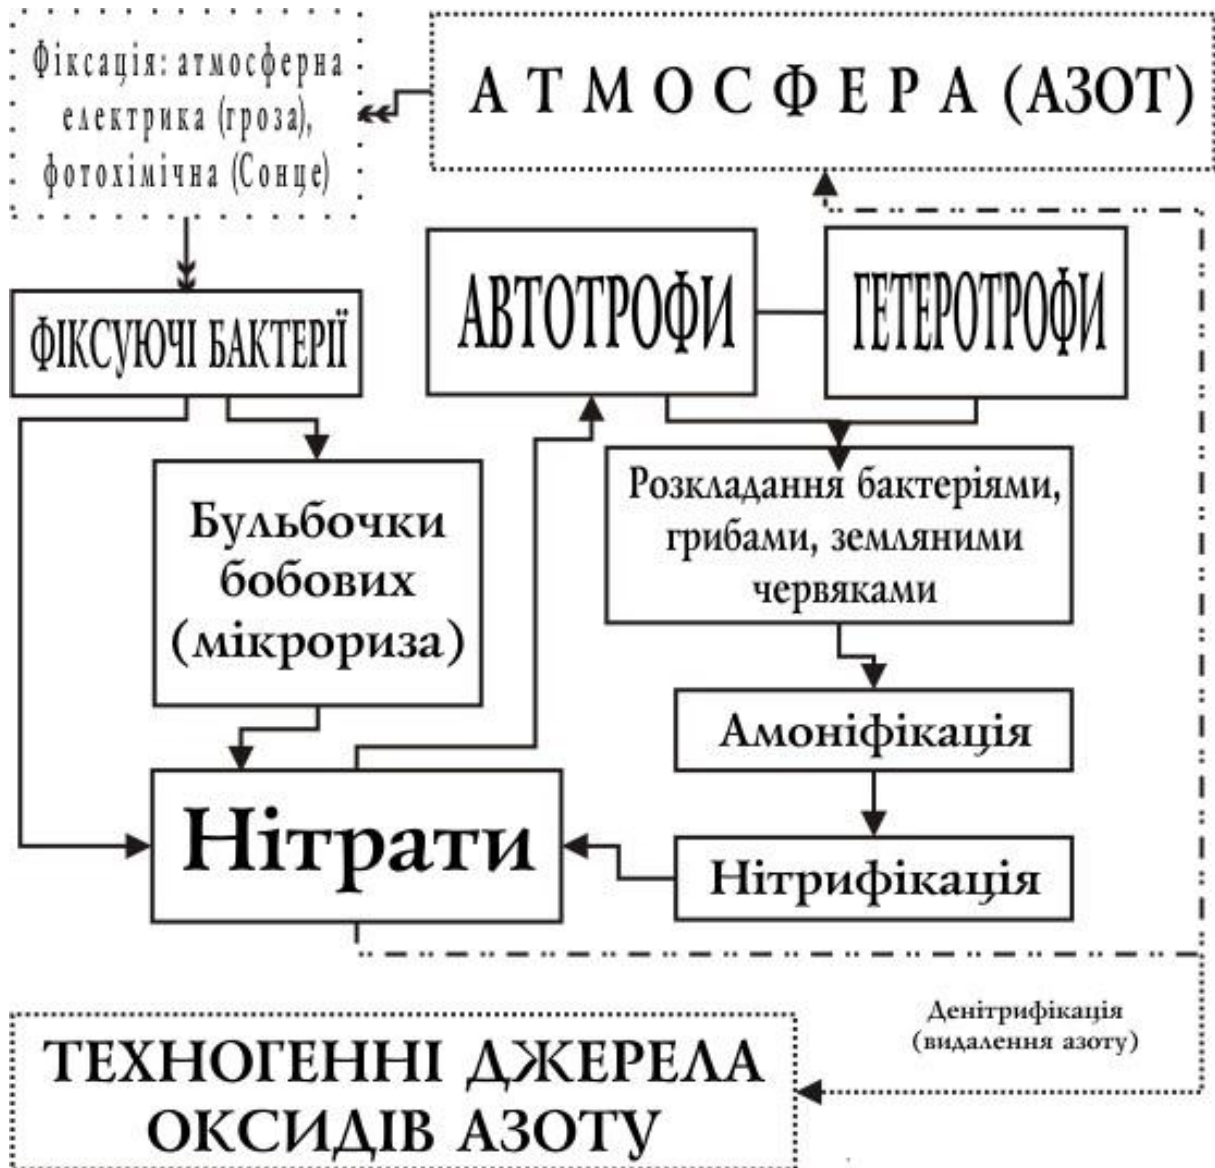 Фіксація: атмосферна
електрика (гроза),
фотохімічна (Сонце)
АТМОСФЕРА (АЗОТ)
ФІКСУЮЧІ БАКТЕРІЇ
АВТОТРОФИ
ГЕТЕРОТРОФИ
Бульбочки
бобових
(мікрориза)
Розкладання бактеріями,
грибами, земляними
червяками
Амоніфікація
Нітрати
Нітрифікація
Денітрифікація
(видалення азоту)
ТЕХНОГЕННІ ДЖЕРЕЛА
ОКСИДІВ АЗОТУ